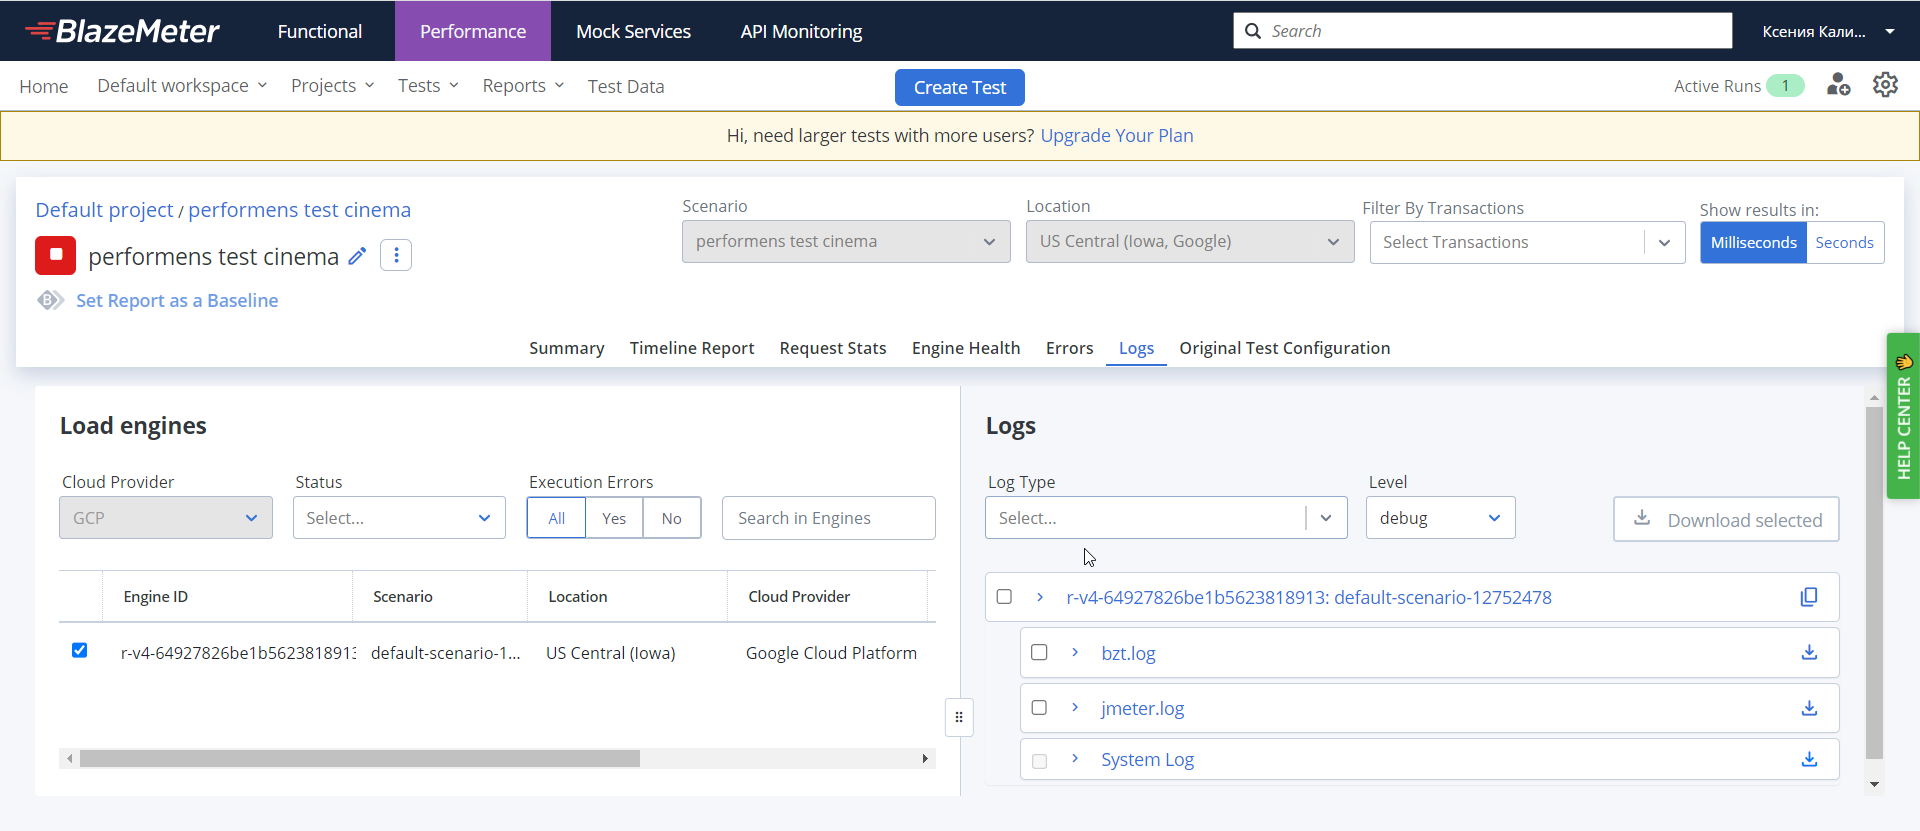 BlazeMeter Functional Performance Mock Services API Monitoring Search Ксения Кали...
Home Default workspace Projects Tests Reports Test Data Create Test Active Runs 1
Hi, need larger tests with more users? Upgrade Your Plan
Default project / performens test cinema
performens test cinema
B Set Report as a Baseline
Scenario Location Filter By Transactions Show results in:
performens test cinema US Central (Iowa, Google) Select Transactions Milliseconds Seconds
Summary Timeline Report Request Stats Engine Health Errors Logs Original Test Configuration
HELP CENTER
Load engines
Cloud Provider Status Execution Errors
GCP Select... All Yes No Search in Engines
Engine ID Scenario Location Cloud Provider
r-v4-64927826be1b5623818913 default-scenario-1... US Central (Iowa) Google Cloud Platform
Logs
Log Type Level
Select... debug Download selected
r-v4-64927826be1b5623818913: default-scenario-12752478
bzt.log
jmeter.log
System Log